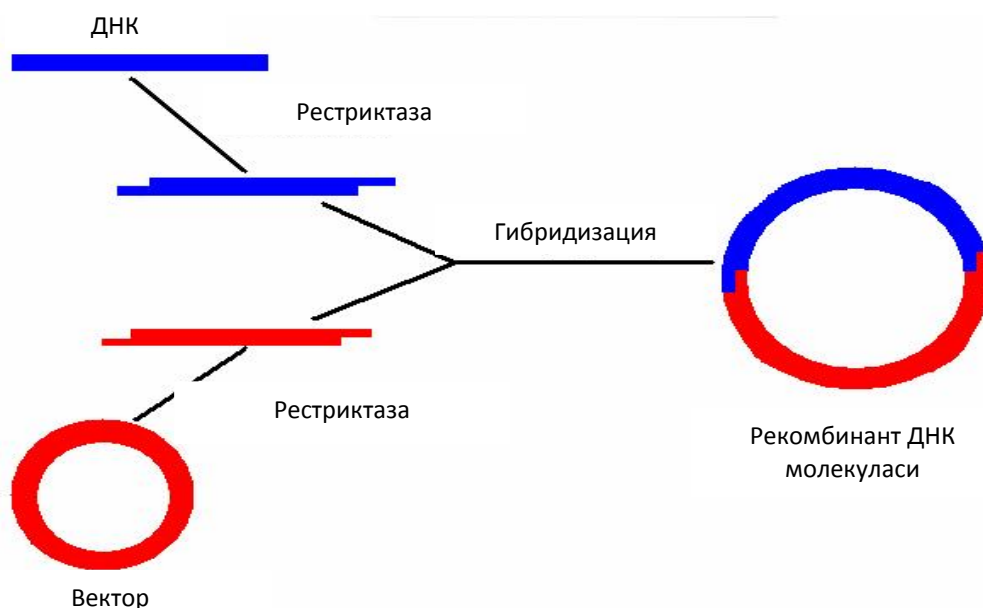 ДНК
Рестриктаза
Гибридизация
Рестриктаза
Рекомбинант ДНК
молекуласи
Вектор